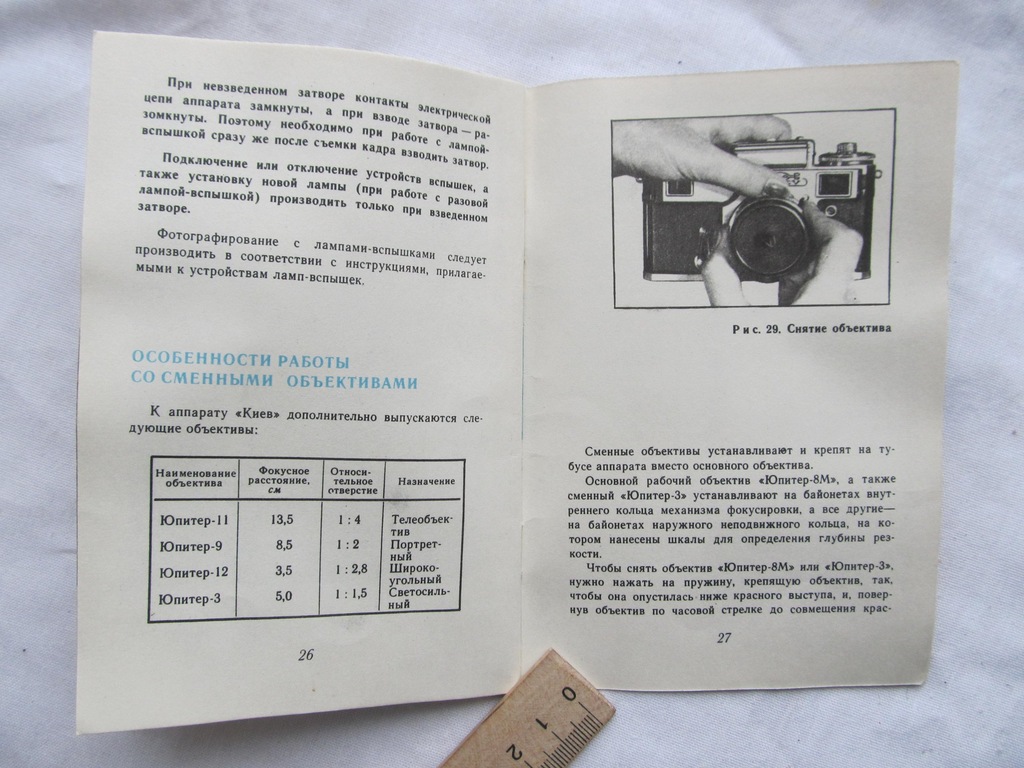 При невзведенном затворе контакты электрической
цепи аппарата замкнуты, а при взводе затвора — ра-
зомкнуты. Поэтому необходимо при работе с лампой-
вспышкой сразу же после съемки кадра взводить затвор.
Подключение или отключение устройств вспышек, а
также установку новой лампы (при работе с разовой
лампой-вспышкой) производить только при взведенном
затворе.
Фотографирование с лампами-вспышками следует
производить в соответствии с инструкциями, прилагае-
мыми к устройствам ламп-вспышек.
ОСОБЕННОСТИ РАБОТЫ
СО СМЕННЫМИ ОБЪЕКТИВАМИ
К аппарату «Киев» дополнительно выпускаются сле-
дующие объективы:
Наименование объектива Фокусное расстояние, см Относи-тельное отверстие Назначение
Юпитер-11 13,5 1 : 4 Телеобъек-
тив
Юпитер-9 8,5 1 : 2 Портрет-
ный
Юпитер-12 3,5 1 : 2,8 Широко-
угольный
Юпитер-3 5,0 1 : 1,5 Светосиль-
ный
26
Рис. 29. Снятие объектива
Сменные объективы устанавливают и крепят на ту-
бусе аппарата вместо основного объектива.
Основной рабочий объектив «Юпитер-8М», а также
сменный «Юпитер-3» устанавливают на байонетах внут-
реннего кольца механизма фокусировки, а все другие—
на байонетах наружного неподвижного кольца, на ко-
тором нанесены шкалы для определения глубины рез-
кости.
Чтобы снять объектив «Юпитер-8М» или «Юпитер-3»,
нужно нажать на пружину, крепящую объектив, так,
чтобы она опустилась ниже красного выступа, и, повер-
нув объектив по часовой стрелке до совмещения крас-
27
0
1
2